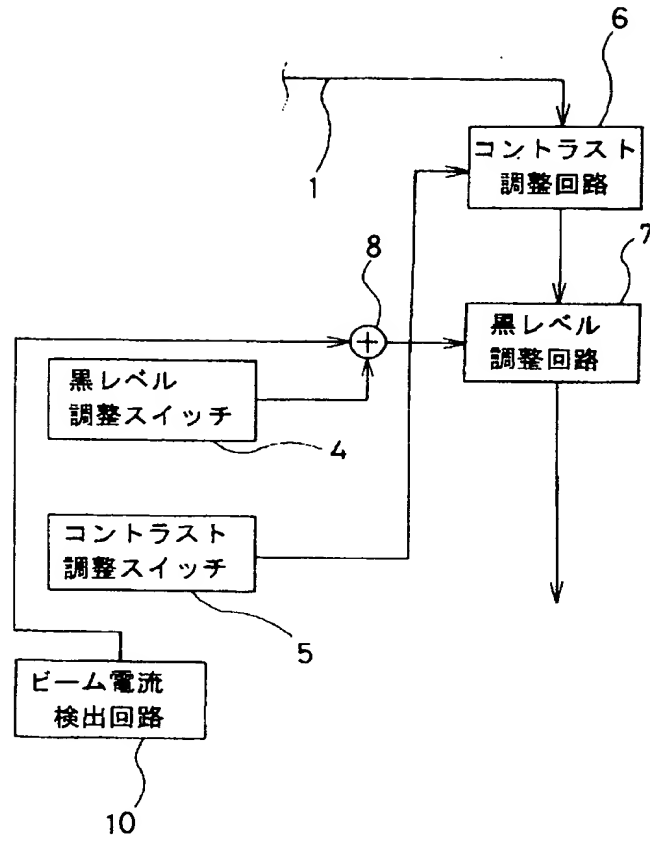 6
コントラスト
調整回路
1
7
8
黒レベル
調整回路
黒レベル
調整スイッチ
4
コントラスト
調整スイッチ
5
ビーム電流
検出回路
10